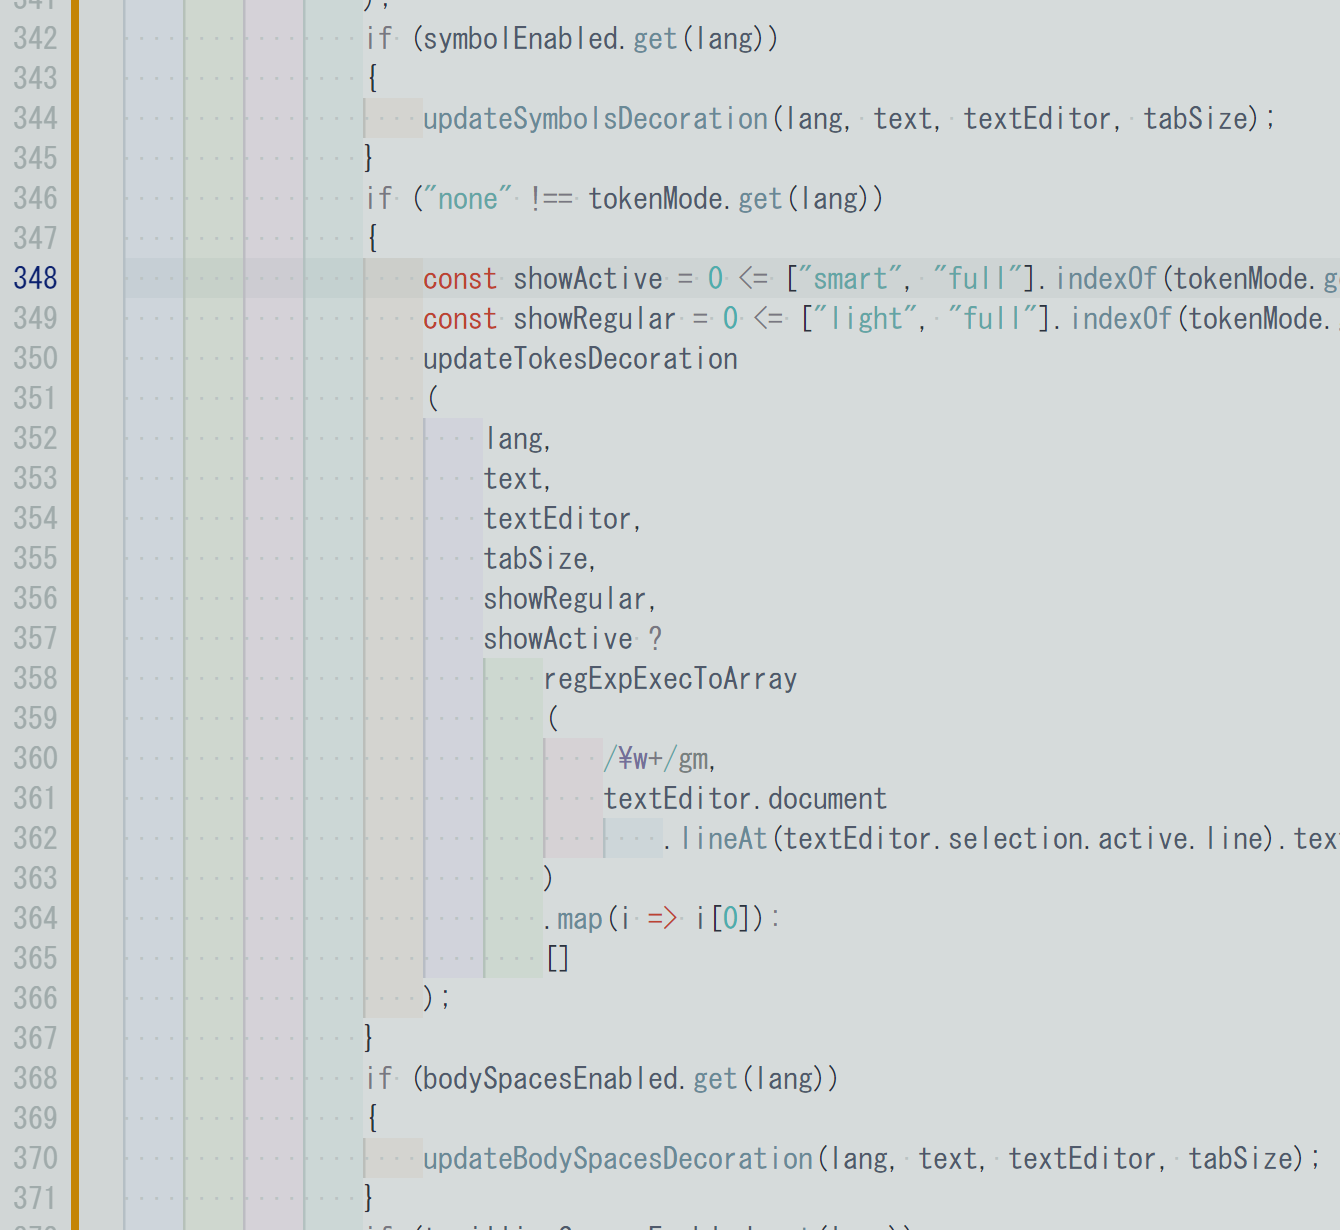 341 );
342 if (symbolEnabled.get(lang))
343 {
344 updateSymbolsDecoration(lang, text, textEditor, tabSize);
345 }
346 if ("none" !== tokenMode.get(lang))
347 {
348 const showActive = 0 <= ["smart", "full"].indexOf(tokenMode.g
349 const showRegular = 0 <= ["light", "full"].indexOf(tokenMode.
350 updateTokesDecoration
351 (
352 lang,
353 text,
354 textEditor,
355 tabSize,
356 showRegular,
357 showActive ?
358 regExpExecToArray
359 (
360 /¥w+/gm,
361 textEditor.document
362 .lineAt(textEditor.selection.active.line).tex
363 )
364 .map(i => i[0]):
365 []
366 );
367 }
368 if (bodySpacesEnabled.get(lang))
369 {
370 updateBodySpacesDecoration(lang, text, textEditor, tabSize);
371 }